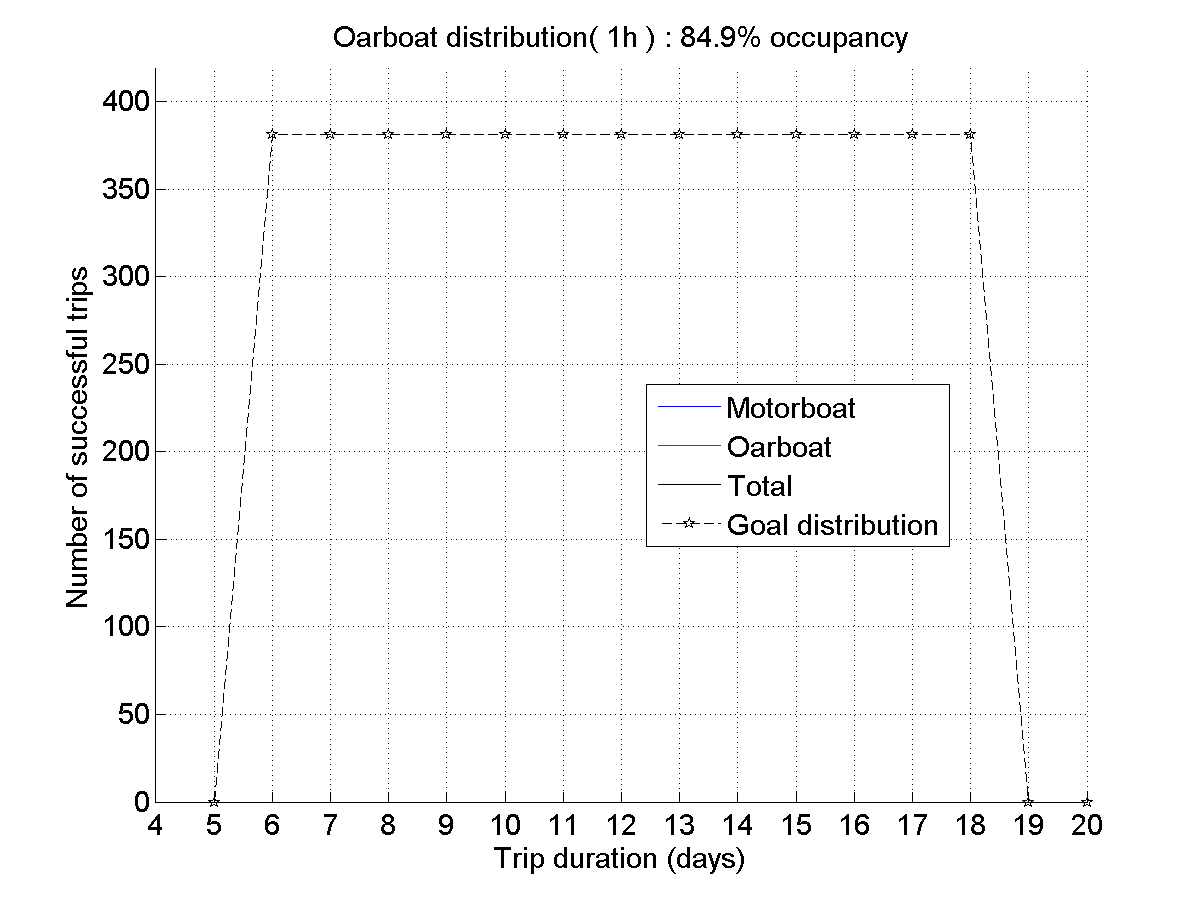 Oarboat distribution( 1h ) : 84.9% occupancy
Number of successful trips
400
350
300
250
200
150
100
50
0
Motorboat
Oarboat
Total
Goal distribution
4 5 6 7 8 9 10 11 12 13 14 15 16 17 18 19 20
Trip duration (days)